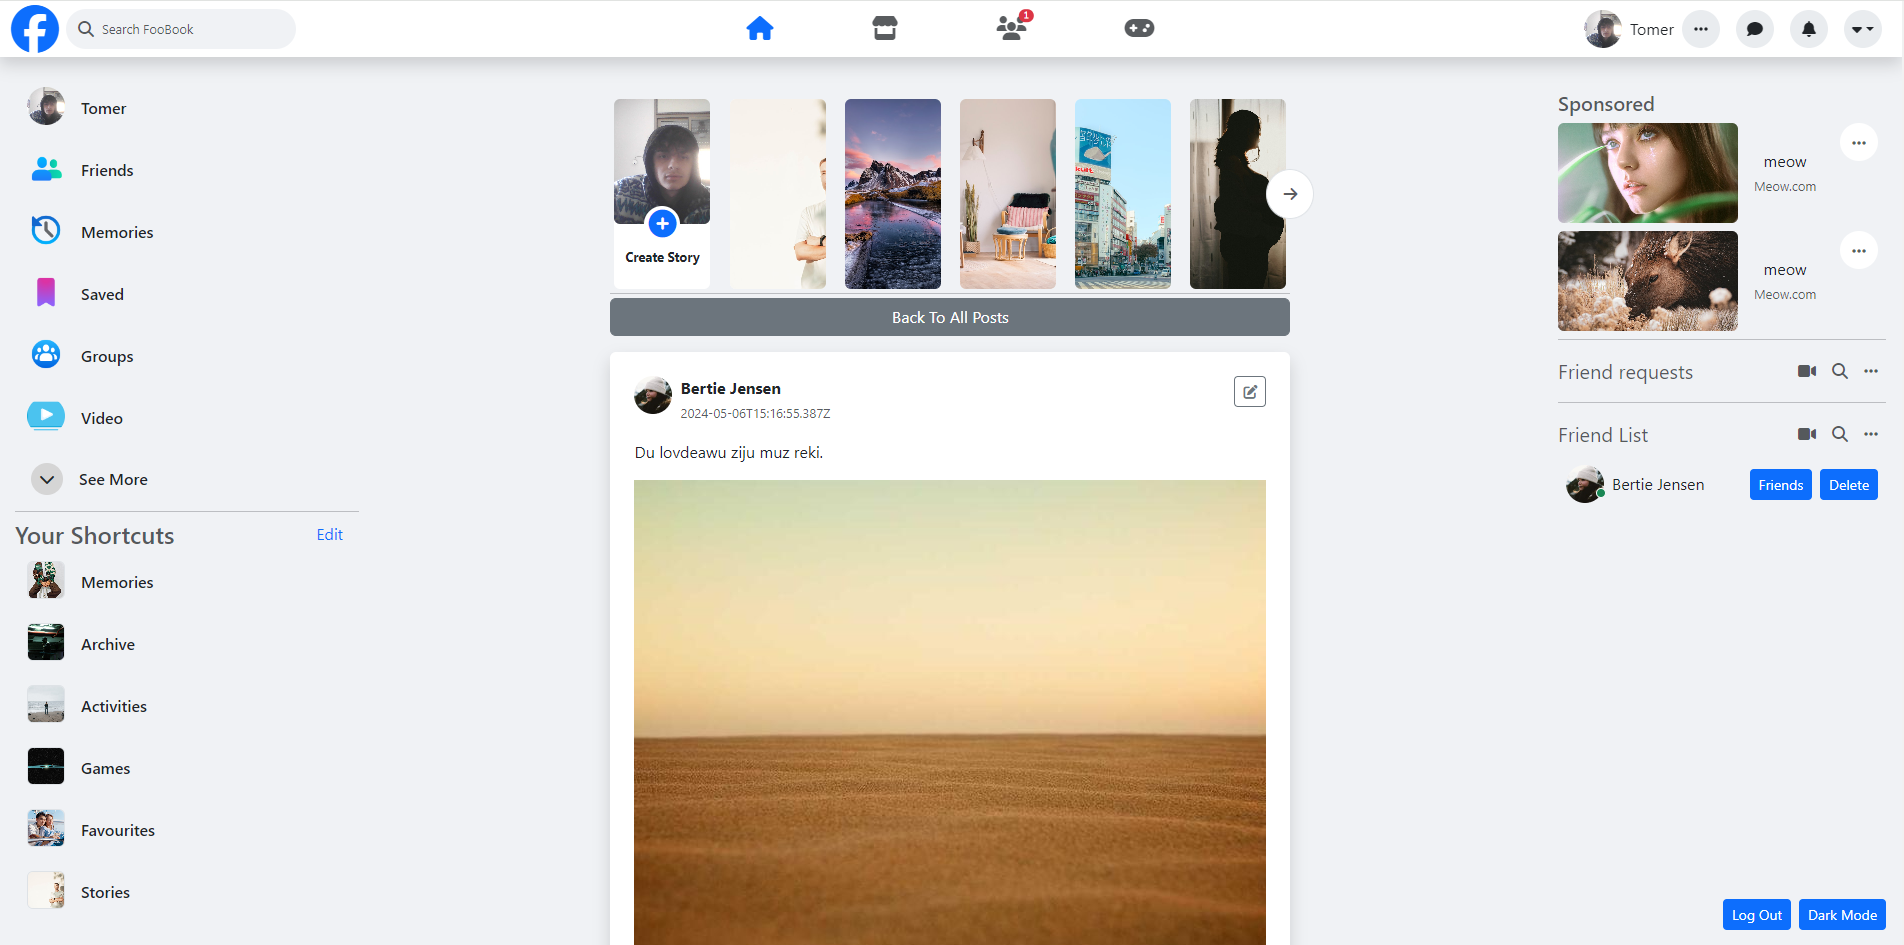 Search FooBook
1
Tomer
Tomer
Friends
Memories
Saved
Groups
Video
See More
Your Shortcuts
Edit
Memories
Archive
Activities
Games
Favourites
Stories
Create Story
Back To All Posts
Bertie Jensen
2024-05-06T15:16:55.387Z
Du lovdeawu ziju muz reki.
Sponsored
meow
Meow.com
meow
Meow.com
Friend requests
Friend List
Bertie Jensen
Friends
Delete
Log Out
Dark Mode